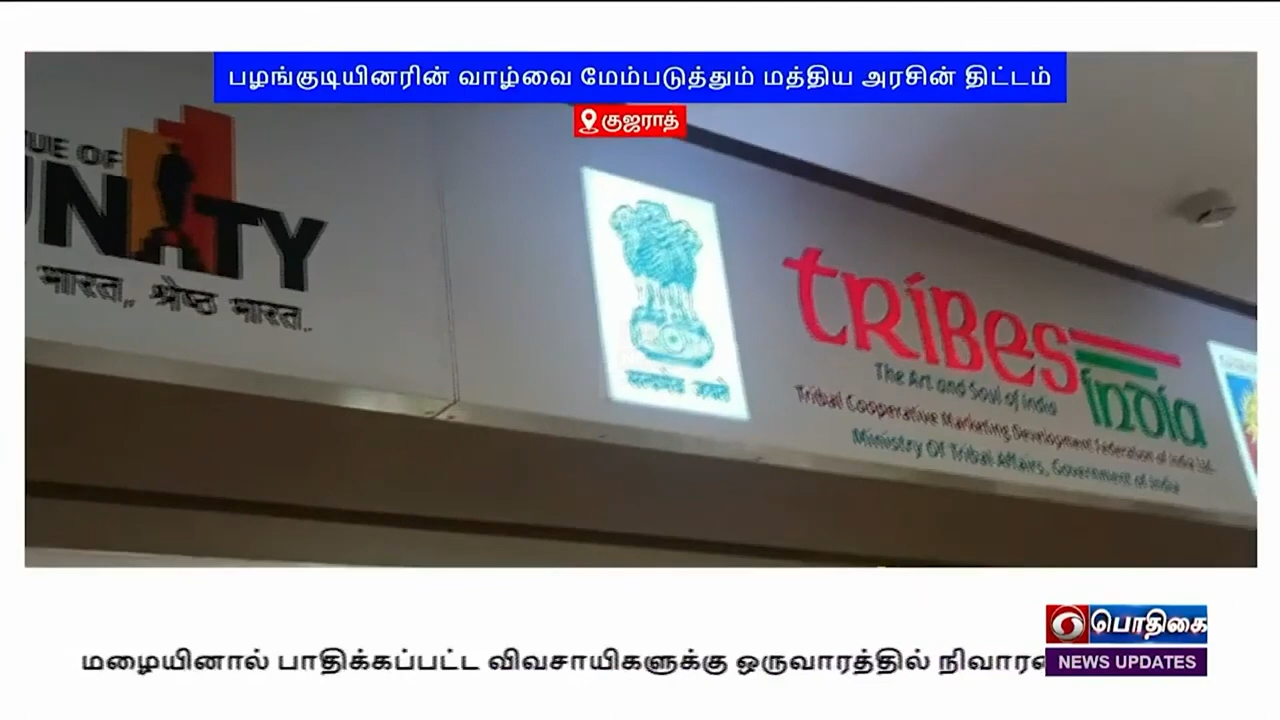 பழங்குடியினரின் வாழ்வை மேம்படுத்தும் மத்திய அரசின் திட்டம்
குஜராத்
UE OF
UNITY
भारत,, श्रेष्ठ भारत..
सत्यमेव जयते
TRIBES
INDIA
The Art and Soul of India
Tribal Cooperative Marketing Development Federation of India Ltd.
Ministry Of Tribal Affairs, Government of India
பொதிகை
NEWS UPDATES
மழையினால் பாதிக்கப்பட்ட விவசாயிகளுக்கு ஒருவாரத்தில்